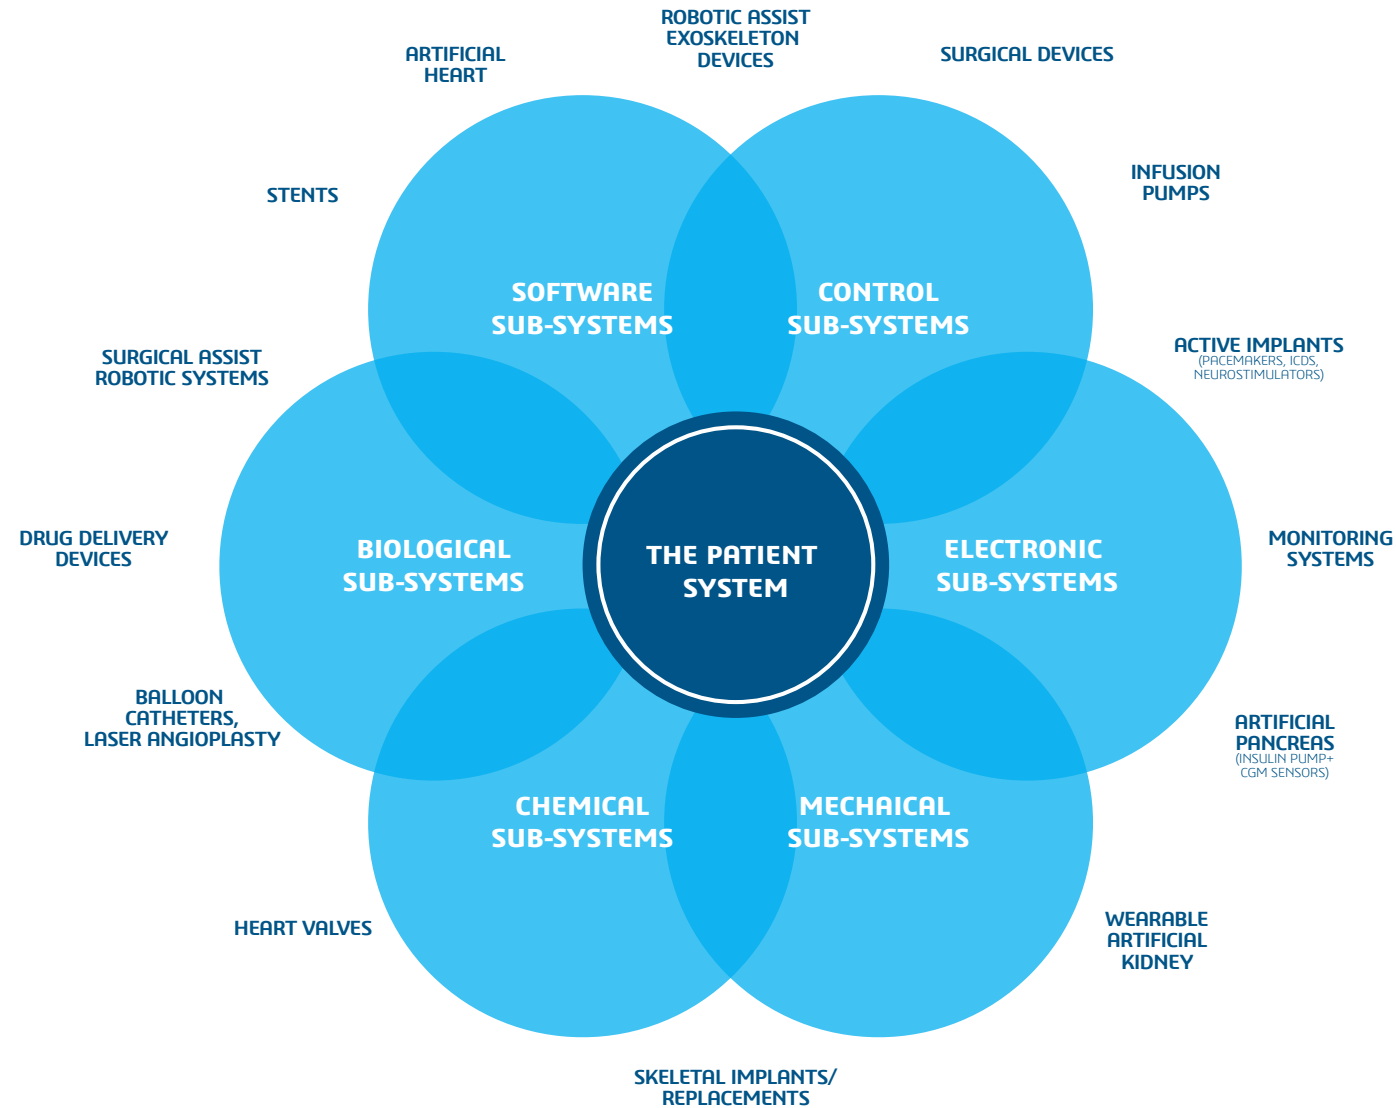 ROBOTIC ASSIST
EXOSKELETON
DEVICES
ARTIFICIAL
HEART
SURGICAL DEVICES
STENTS
INFUSION
PUMPS
SOFTWARE
SUB-SYSTEMS
CONTROL
SUB-SYSTEMS
SURGICAL ASSIST
ROBOTIC SYSTEMS
ACTIVE IMPLANTS
(PACEMAKERS, ICDS,
NEUROSTIMULATORS)
DRUG DELIVERY
DEVICES
BIOLOGICAL
SUB-SYSTEMS
THE PATIENT
SYSTEM
ELECTRONIC
SUB-SYSTEMS
MONITORING
SYSTEMS
BALLOON
CATHETERS,
LASER ANGIOPLASTY
ARTIFICIAL
PANCREAS
(INSULIN PUMP+
CGM SENSORS)
CHEMICAL
SUB-SYSTEMS
MECHAICAL
SUB-SYSTEMS
HEART VALVES
WEARABLE
ARTIFICIAL
KIDNEY
SKELETAL IMPLANTS/
REPLACEMENTS